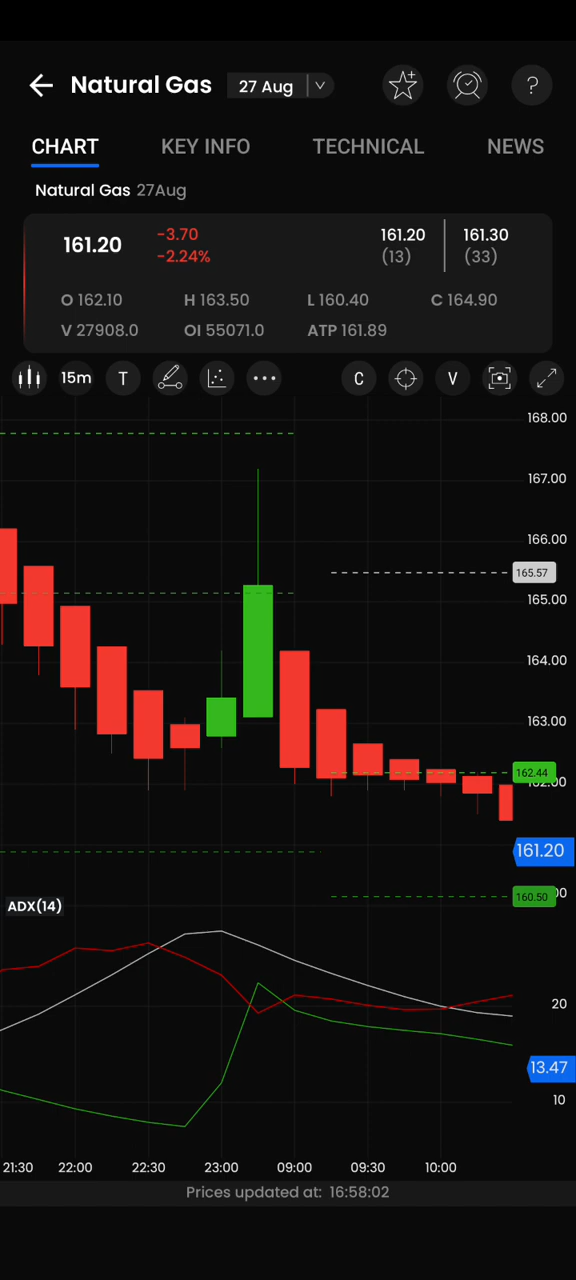 Natural Gas 27 Aug ?
CHART KEY INFO TECHNICAL NEWS
Natural Gas 27Aug
161.20 -3.70 161.20 161.30
-2.24% (13) (33)
O 162.10 H 163.50 L 160.40 C 164.90
V 27908.0 OI 55071.0 ATP 161.89
15m T C V
168.00
167.00
166.00
165.57
165.00
164.00
163.00
162.44
162.00
161.20
160.50
ADX(14)
20
13.47
10
21:30 22:00 22:30 23:00 09:00 09:30 10:00
Prices updated at: 16:58:02